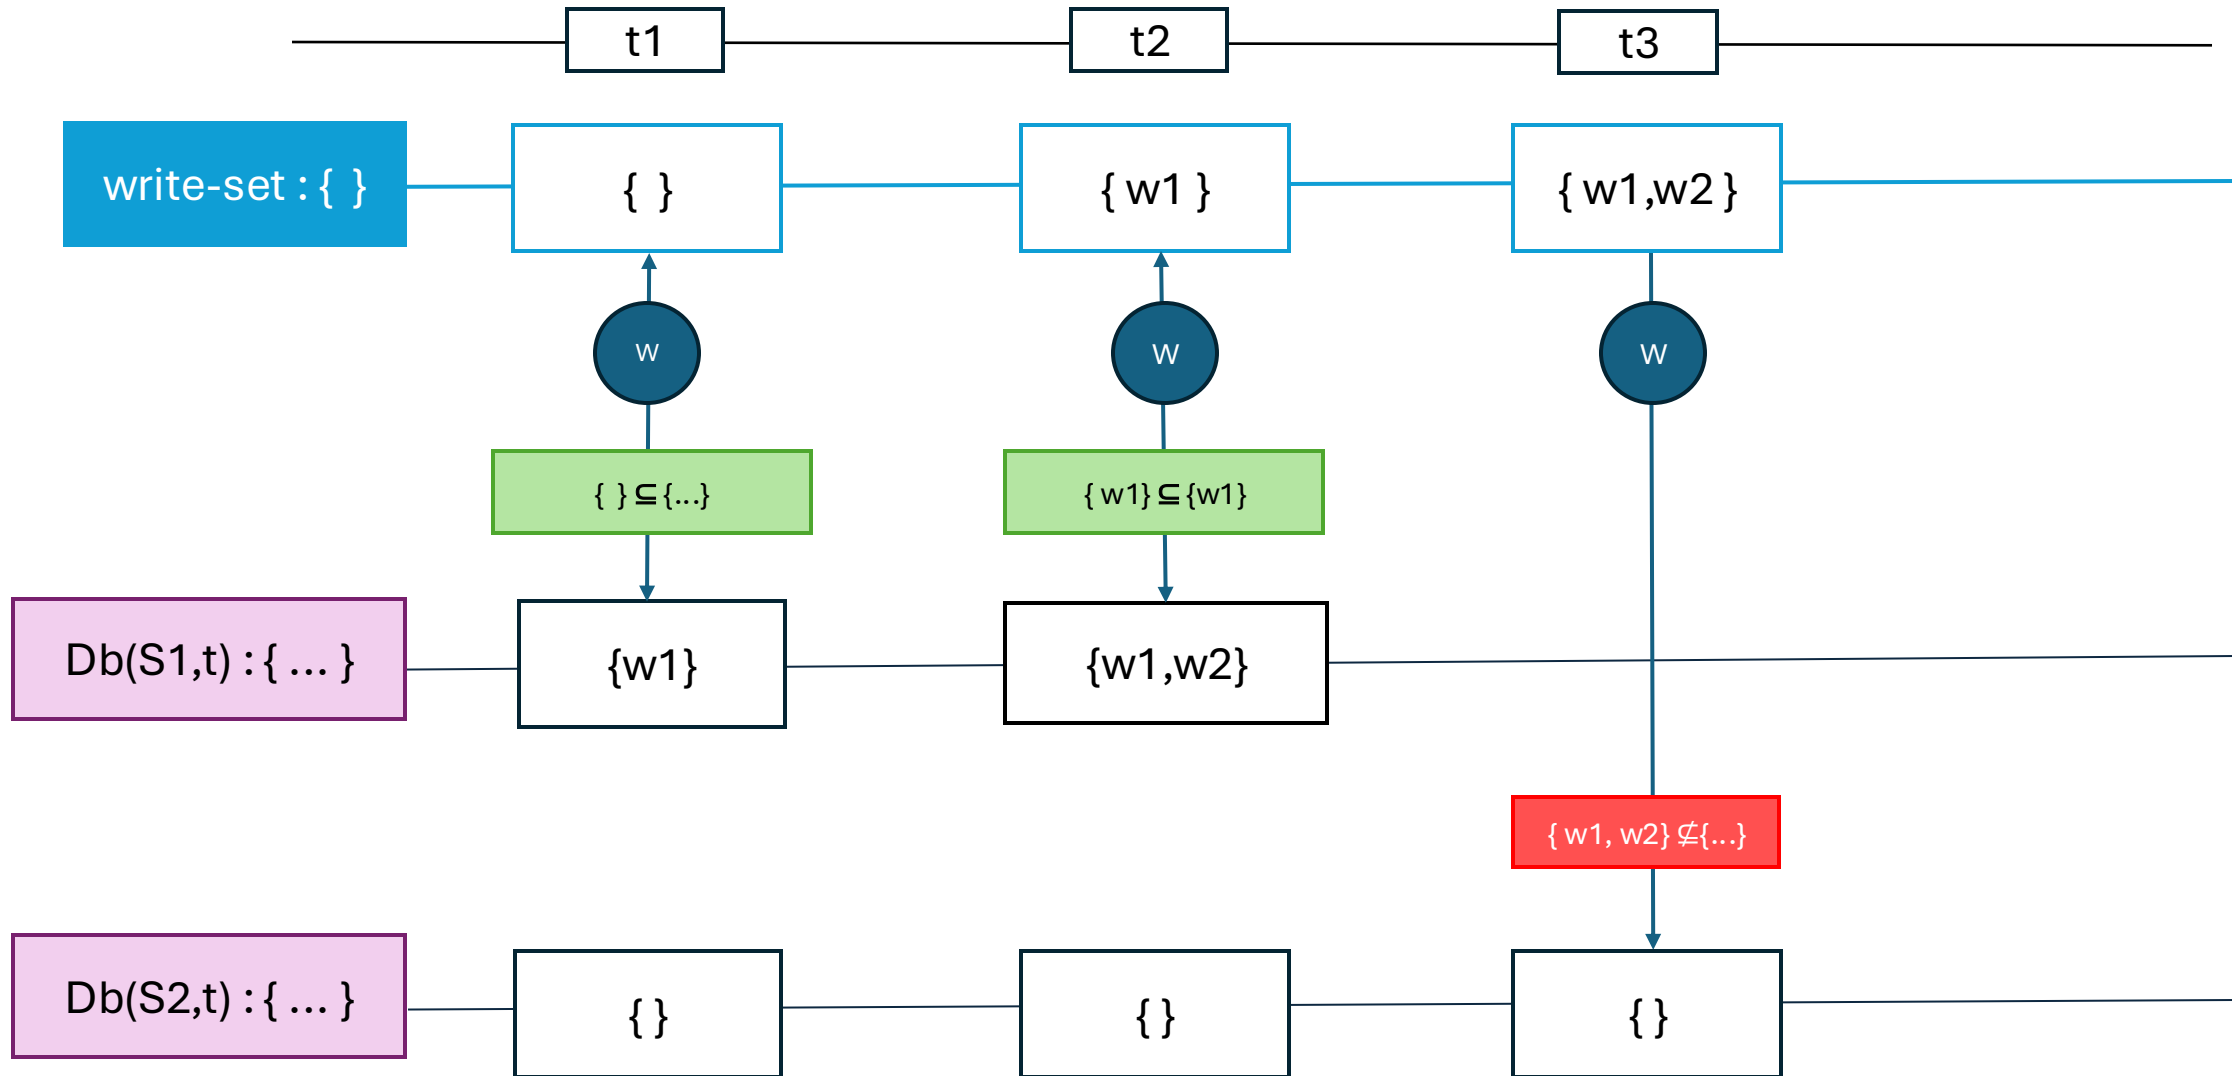 t1
t2
t3
write-set : { }
{ }
{ w1 }
{ w1,w2 }
w
w
w
{ } ⊆ {...}
{ w1} ⊆ {w1}
Db(S1,t) : { ... }
{w1}
{w1,w2}
{ w1, w2} ⊈{...}
Db(S2,t) : { ... }
{ }
{ }
{ }